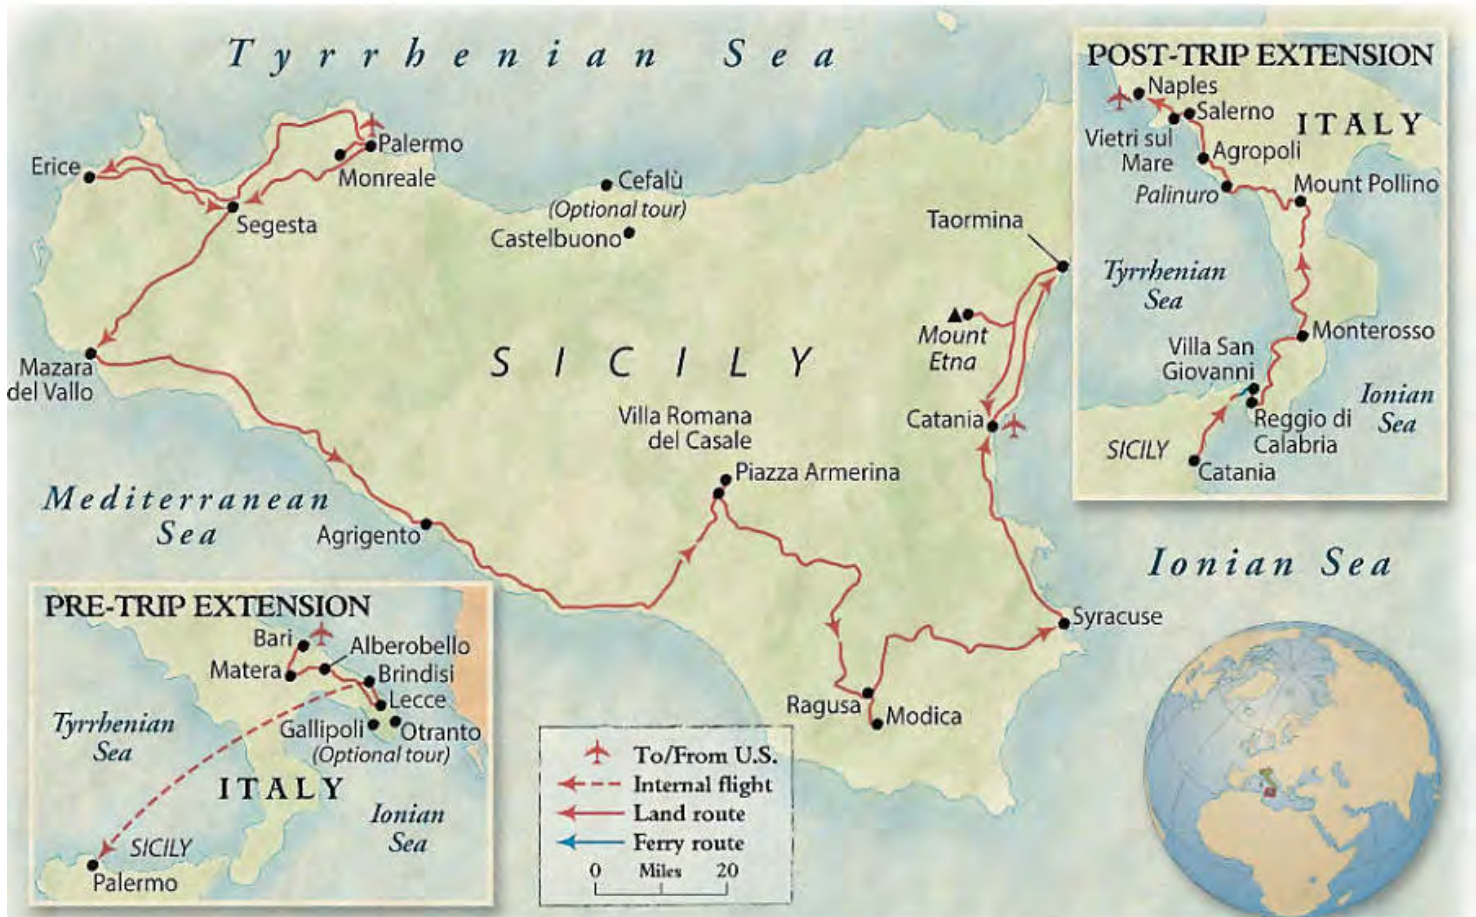 Tyrrhenian Sea
POST-TRIP EXTENSION
Naples
Salerno
ITALY
Vietri sul
Mare
Agropoli
Palinuro
Mount Pollino
Tyrrhenian
Sea
Monterosso
Villa San
Giovanni
Ionian
Sea
Reggio di
Calabria
SICILY
Catania
Palermo
Monreale
Erice
Segesta
Cefalù
(Optional tour)
Castelbuono
Taormina
Mount
Etna
SICILY
Mazara
del Vallo
Villa Romana
del Casale
Catania
Piazza Armerina
Mediterranean
Sea
Agrigento
Ionian Sea
Syracuse
Ragusa
Modica
PRE-TRIP EXTENSION
Bari
Alberobello
Matera
Brindisi
Lecce
Gallipoli
Otranto
(Optional tour)
Tyrrhenian
Sea
ITALY
Ionian
Sea
SICILY
Palermo
To/From U.S.
Internal flight
Land route
Ferry route
0 Miles 20